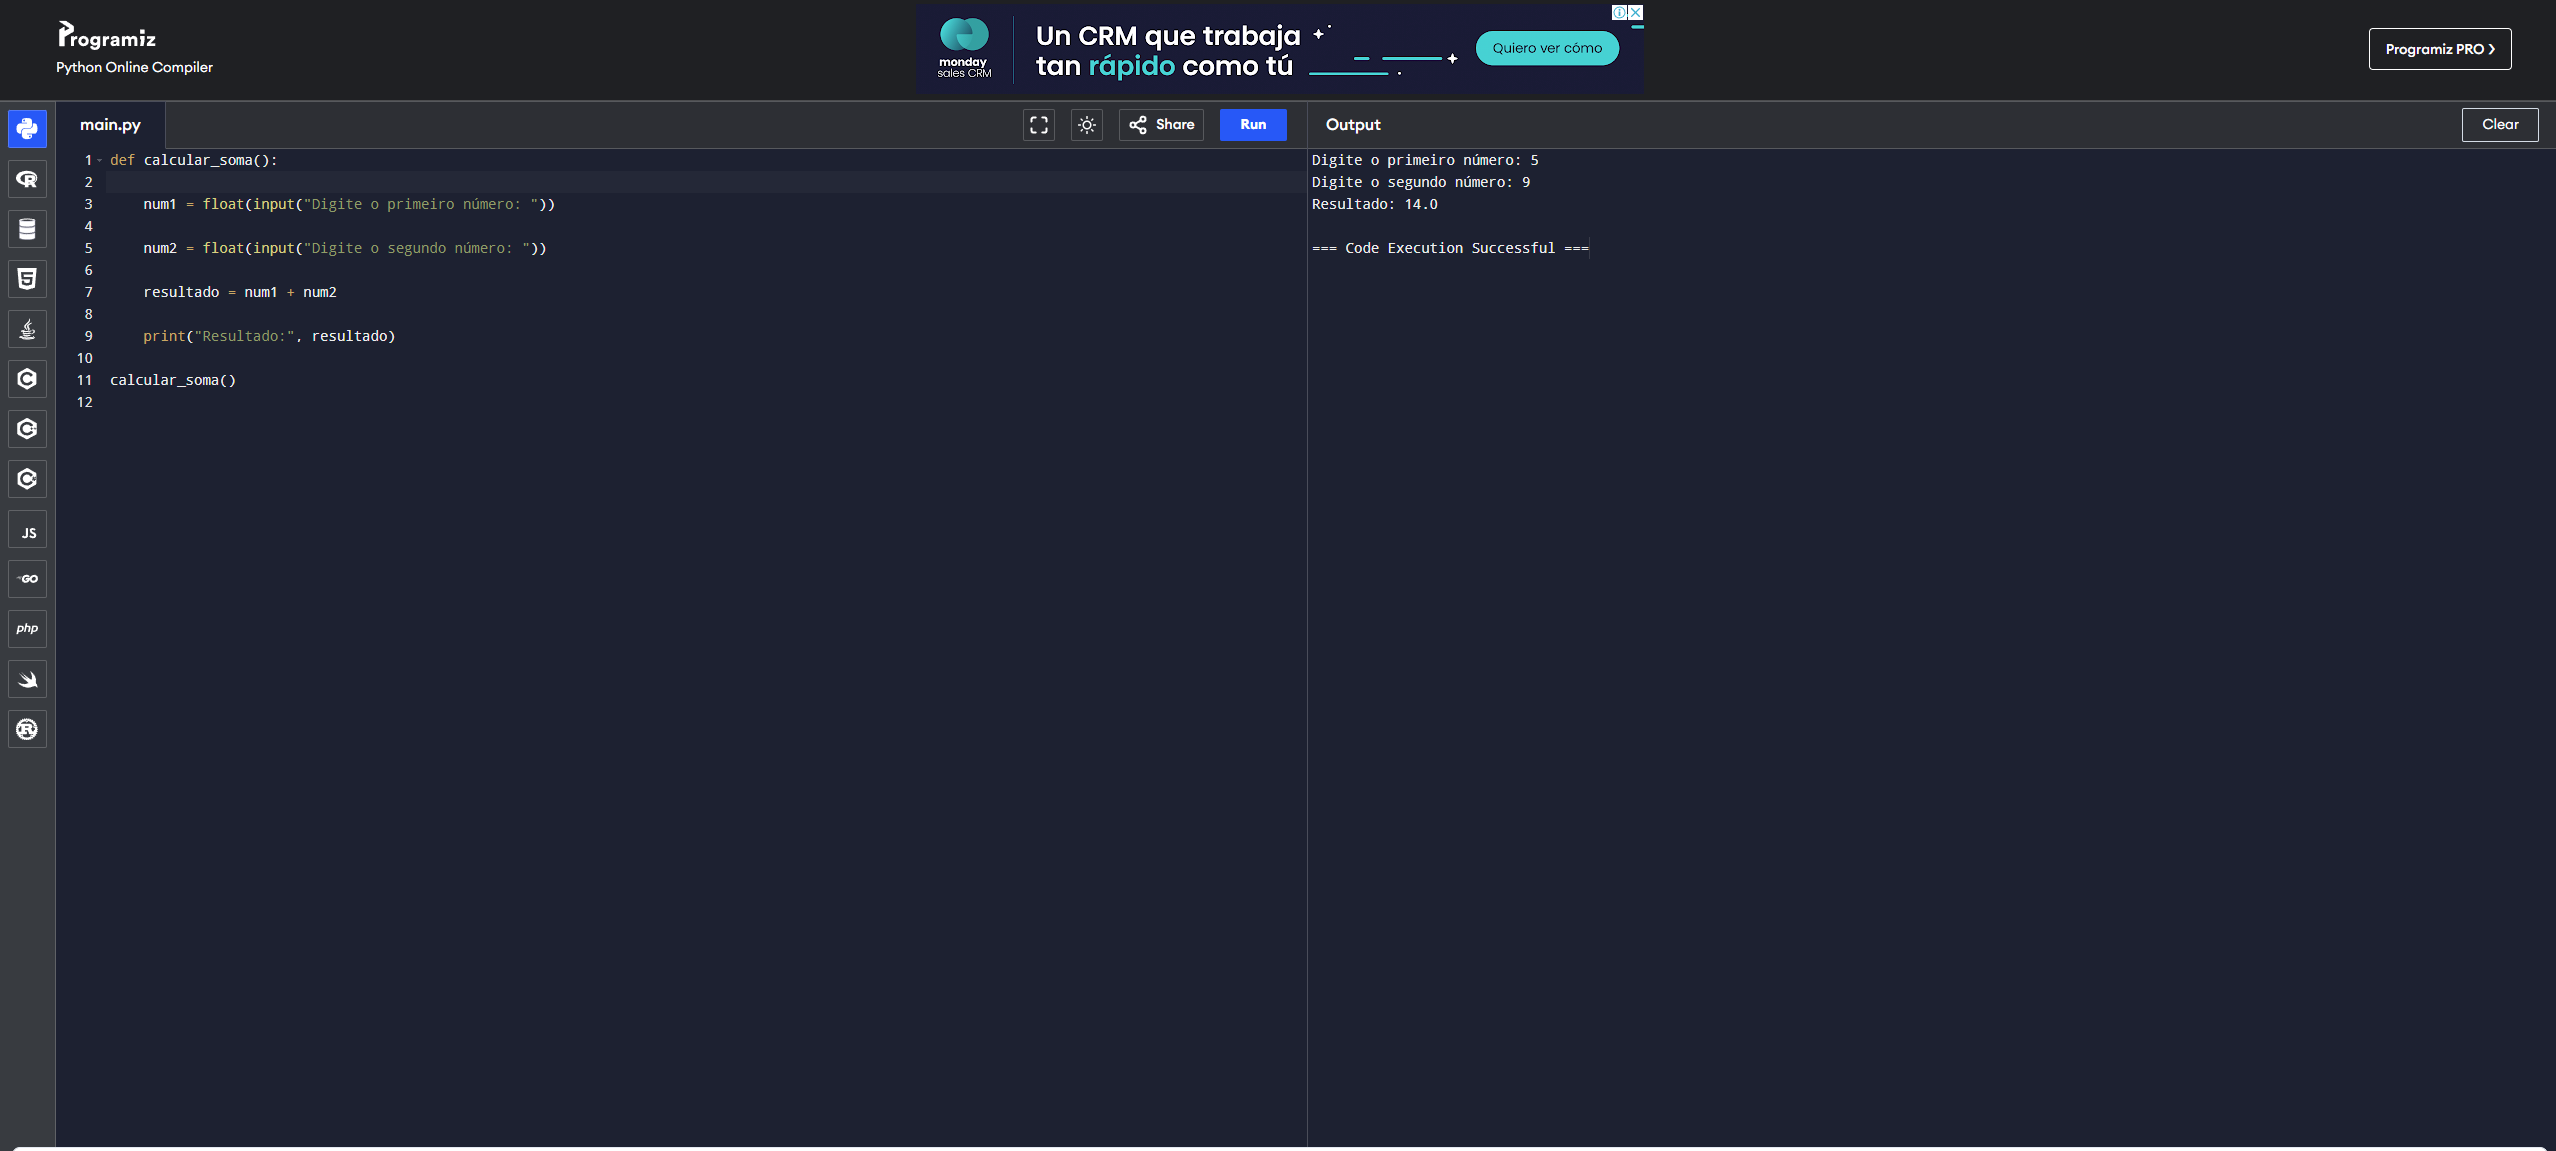 Programiz
Python Online Compiler
monday
sales CRM
Un CRM que trabaja
tan rápido como tú
Quiero ver cómo
Programiz PRO ❯
main.py
Share
Run
Output
Clear
1 def calcular_soma():
2
3     num1 = float(input("Digite o primeiro número: "))
4
5     num2 = float(input("Digite o segundo número: "))
6
7     resultado = num1 + num2
8
9     print("Resultado:", resultado)
10
11 calcular_soma()
12
Digite o primeiro número: 5
Digite o segundo número: 9
Resultado: 14.0
=== Code Execution Successful ===
R
5
C
C
C
JS
GO
php
R